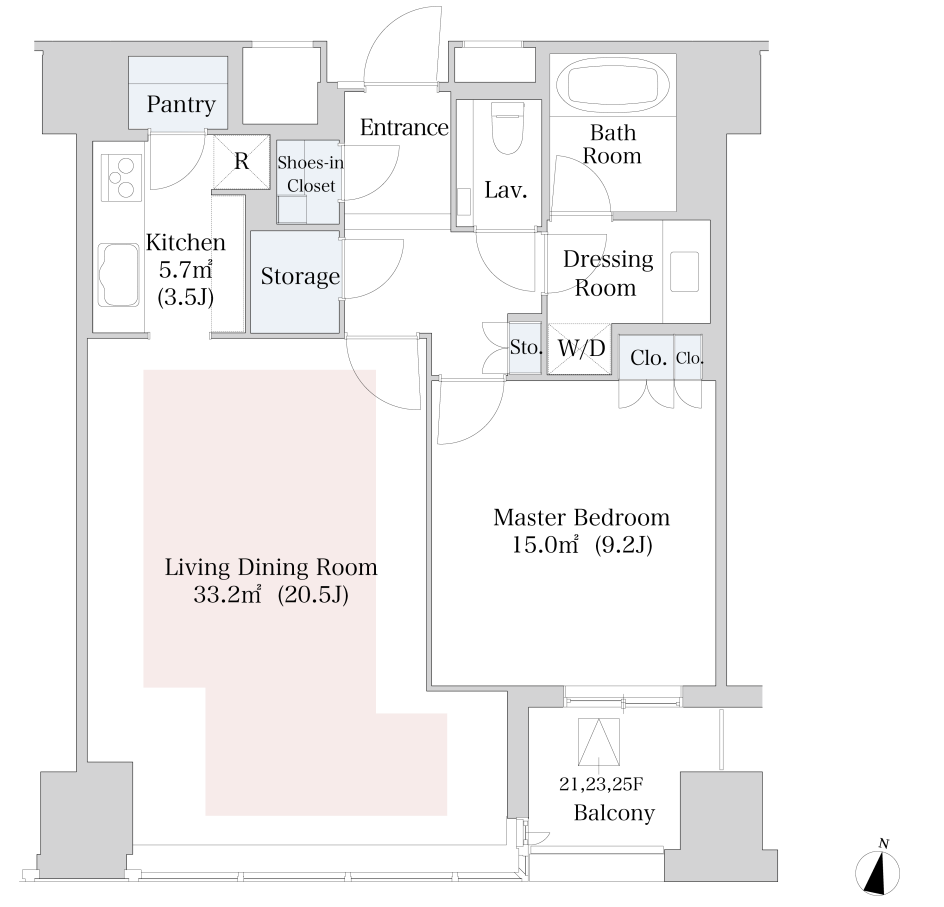 Pantry
Entrance
Bath
Room
R
Shoes-in
Closet
Lav.
Kitchen
5.7㎡
(3.5J)
Storage
Dressing
Room
Sto.
W/D
Clo.
Clo.
Master Bedroom
15.0㎡ (9.2J)
Living Dining Room
33.2㎡ (20.5J)
21,23,25F
Balcony
N